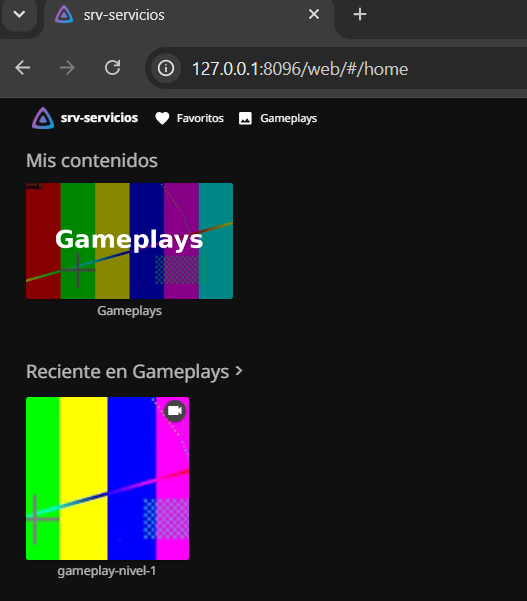 srv-servicios
127.0.0.1:8096/web/#/home
srv-servicios Favoritos Gameplays
Mis contenidos
Gameplays
Gameplays
Reciente en Gameplays >
gameplay-nivel-1